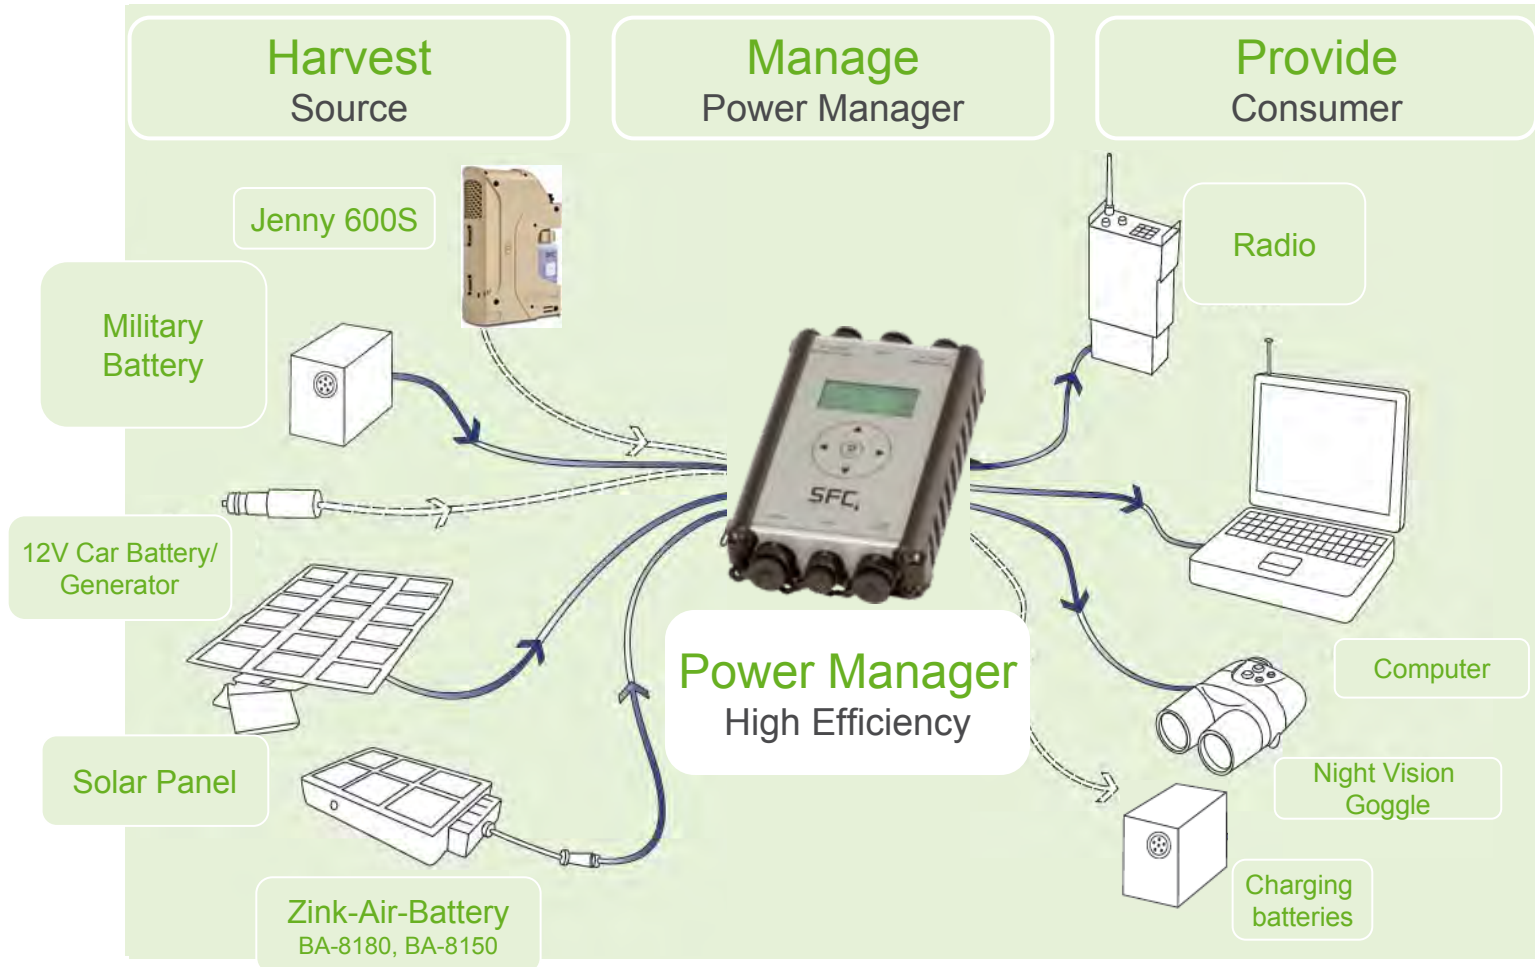 Harvest
Source
Manage
Power Manager
Provide
Consumer
Jenny 600S
Military
Battery
12V Car Battery/
Generator
Solar Panel
Zink-Air-Battery
BA-8180, BA-8150
SFC
Power Manager
High Efficiency
Radio
Computer
Night Vision
Goggle
Charging
batteries